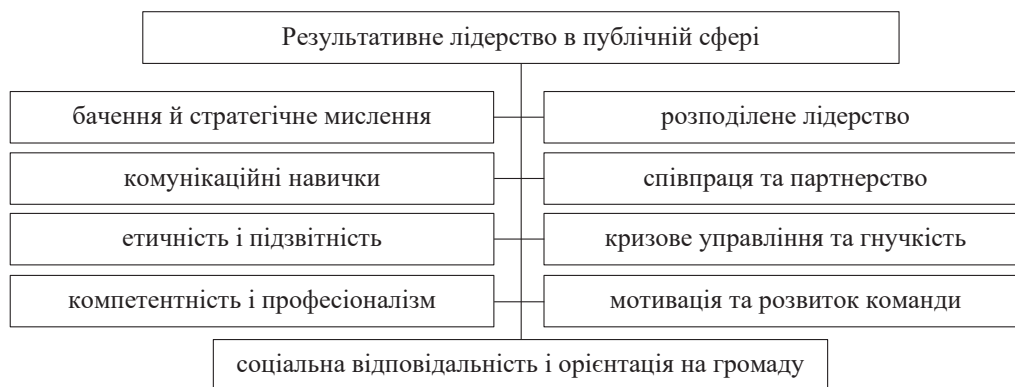 Результативне лідерство в публічній сфері
бачення й стратегічне мислення
розподілене лідерство
комунікаційні навички
співпраця та партнерство
етичність і підзвітність
кризове управління та гнучкість
компетентність і професіоналізм
мотивація та розвиток команди
соціальна відповідальність і орієнтація на громаду